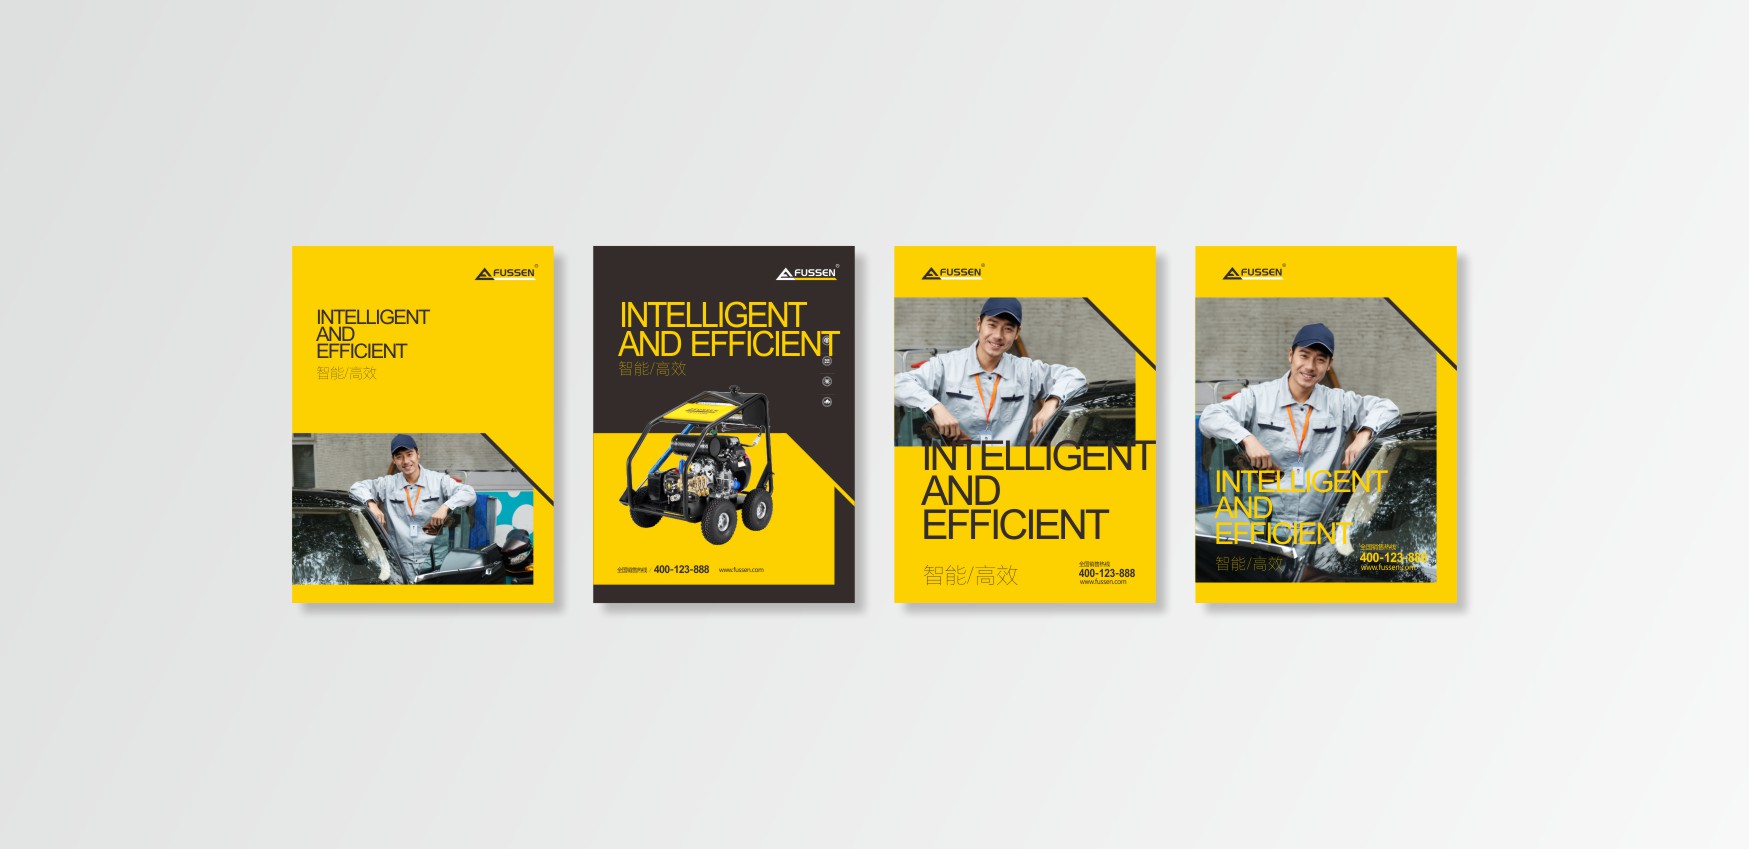 FUSSEN®
INTELLIGENT
AND
EFFICIENT
智能/高效
FUSSEN®
INTELLIGENT
AND EFFICIENT
智能/高效
全国销售热线 / 400-123-888 www.fussen.com
FUSSEN®
INTELLIGENT
AND
EFFICIENT
智能/高效
全国销售热线
400-123-888
www.fussen.com
FUSSEN®
INTELLIGENT
AND
EFFICIENT
智能/高效
全国销售热线
400-123-888
www.fussen.com